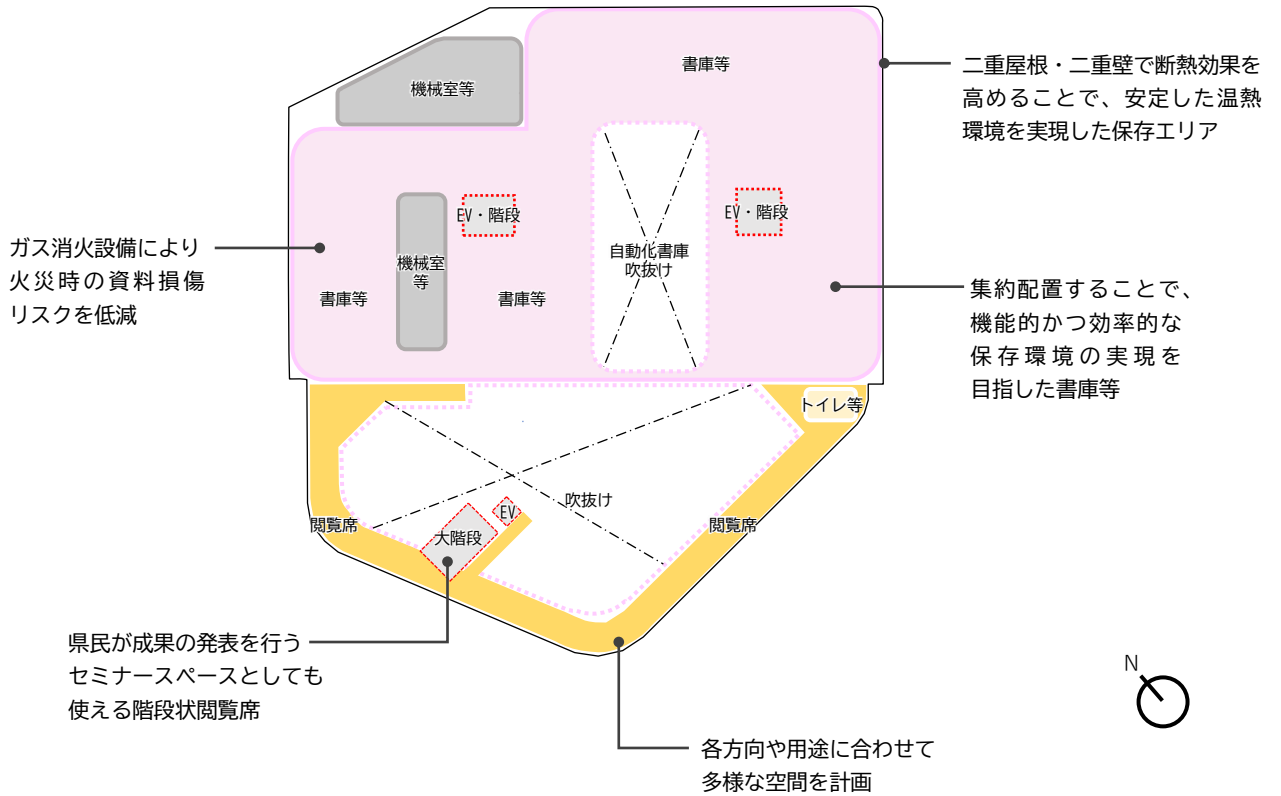 書庫等
機械室等
二重屋根・二重壁で断熱効果を
高めることで、安定した温熱
環境を実現した保存エリア
EV・階段
EV・階段
ガス消火設備により
火災時の資料損傷
リスクを低減
機械室
等
自動化書庫
吹抜け
書庫等
書庫等
集約配置することで、
機能的かつ効率的な
保存環境の実現を
目指した書庫等
トイレ等
吹抜け
EV
閲覧席
大階段
閲覧席
県民が成果の発表を行う
セミナースペースとしても
使える階段状閲覧席
N
各方向や用途に合わせて
多様な空間を計画